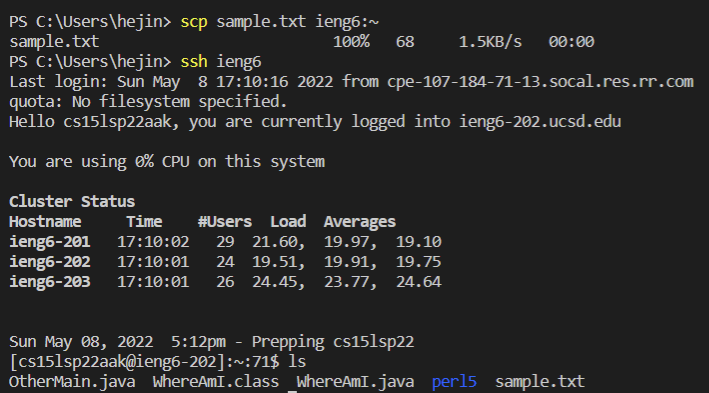 PS C:\Users\hejin> scp sample.txt ieng6:~
sample.txt 100% 68 1.5KB/s 00:00
PS C:\Users\hejin> ssh ieng6
Last login: Sun May  8 17:10:16 2022 from cpe-107-184-71-13.socal.res.rr.com
quota: No filesystem specified.
Hello cs15lsp22aak, you are currently logged into ieng6-202.ucsd.edu
You are using 0% CPU on this system
Cluster Status
Hostname Time #Users Load Averages
ieng6-201 17:10:02 29 21.60, 19.97, 19.10
ieng6-202 17:10:01 24 19.51, 19.91, 19.75
ieng6-203 17:10:01 26 24.45, 23.77, 24.64
Sun May 08, 2022  5:12pm - Prepping cs15lsp22
[cs15lsp22aak@ieng6-202]:~:71$ ls
OtherMain.java  WhereAmI.class  WhereAmI.java  perl5  sample.txt